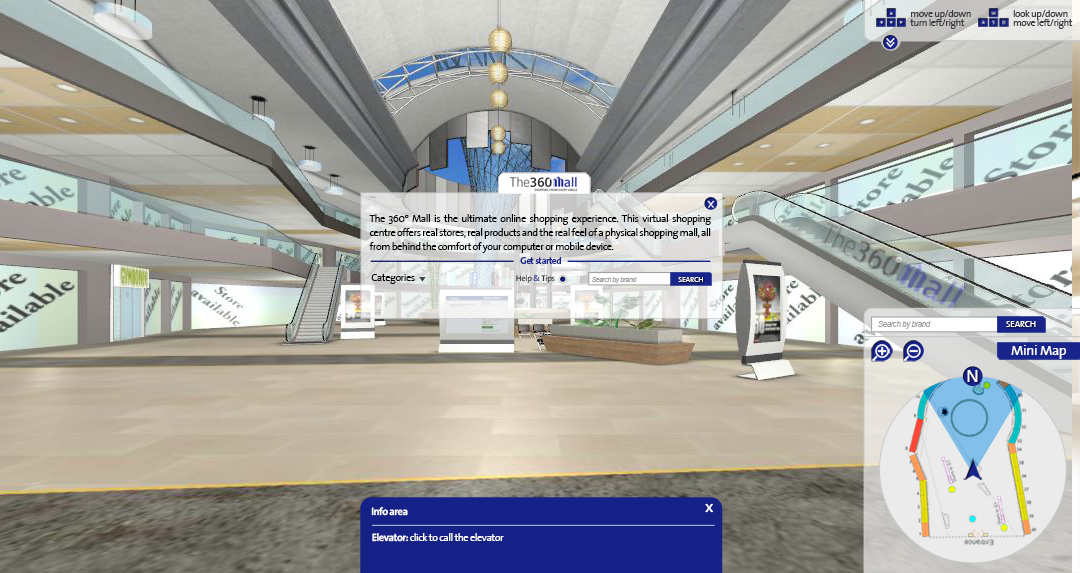 move up/down
turn left/right
look up/down
move left/right
A
W
A S D
The360mall
X
The 360° Mall is the ultimate online shopping experience. This virtual shopping
centre offers real stores, real products and the real feel of a physical shopping mall, all
from behind the comfort of your computer or mobile device.
Get started
Categories
Help & Tips
Search by brand
SEARCH
Store
Available
Store
Available
Store
Available
The360mall
Search by brand
SEARCH
Mini Map
N
Entrance
Info area
X
Elevator: click to call the elevator